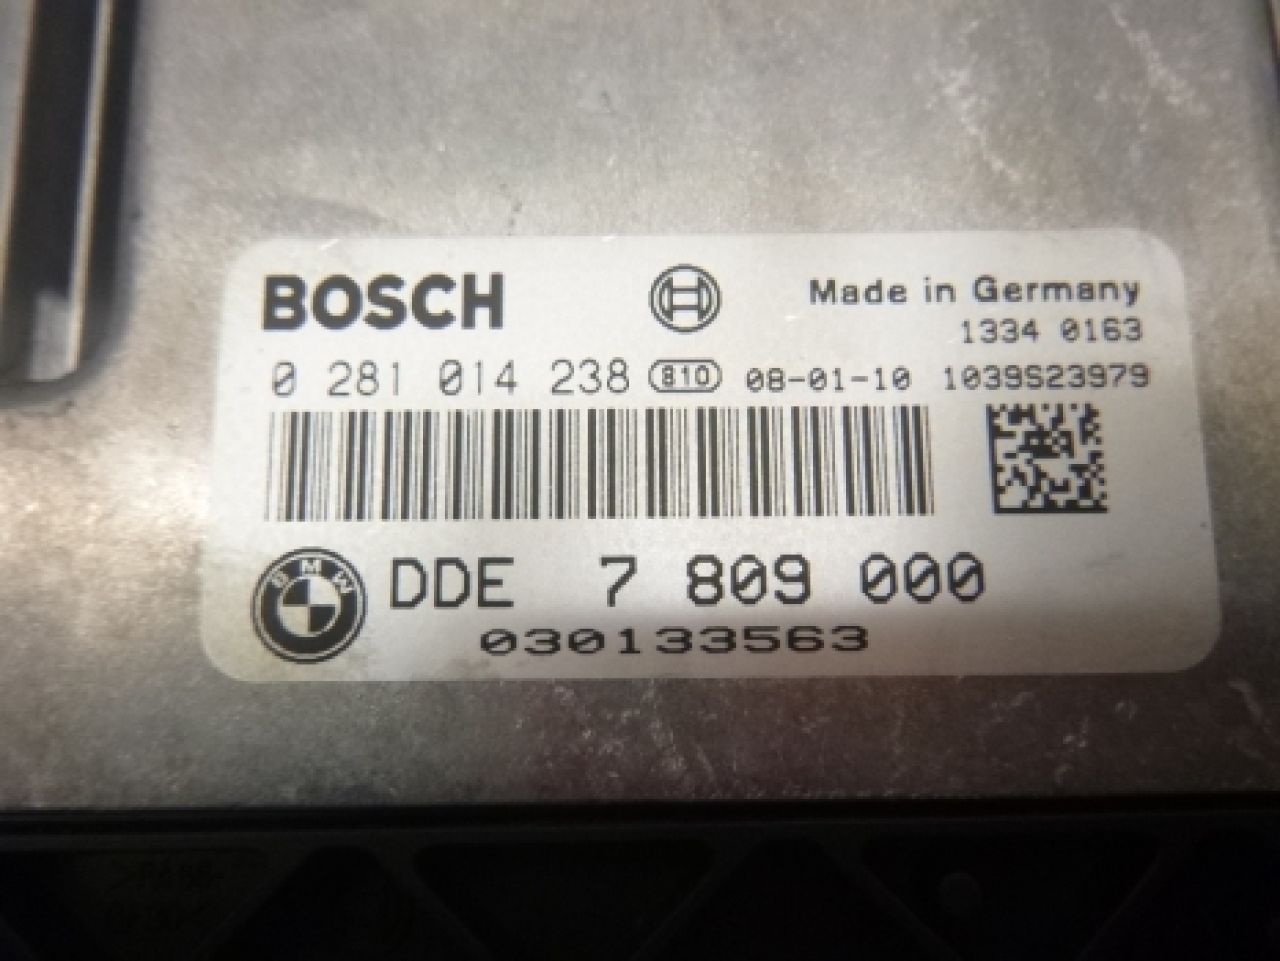 BOSCH
Made in Germany
1334 0163
0 281 014 238 810 08-01-10 1039S23979
BMW
DDE 7 809 000
030133563